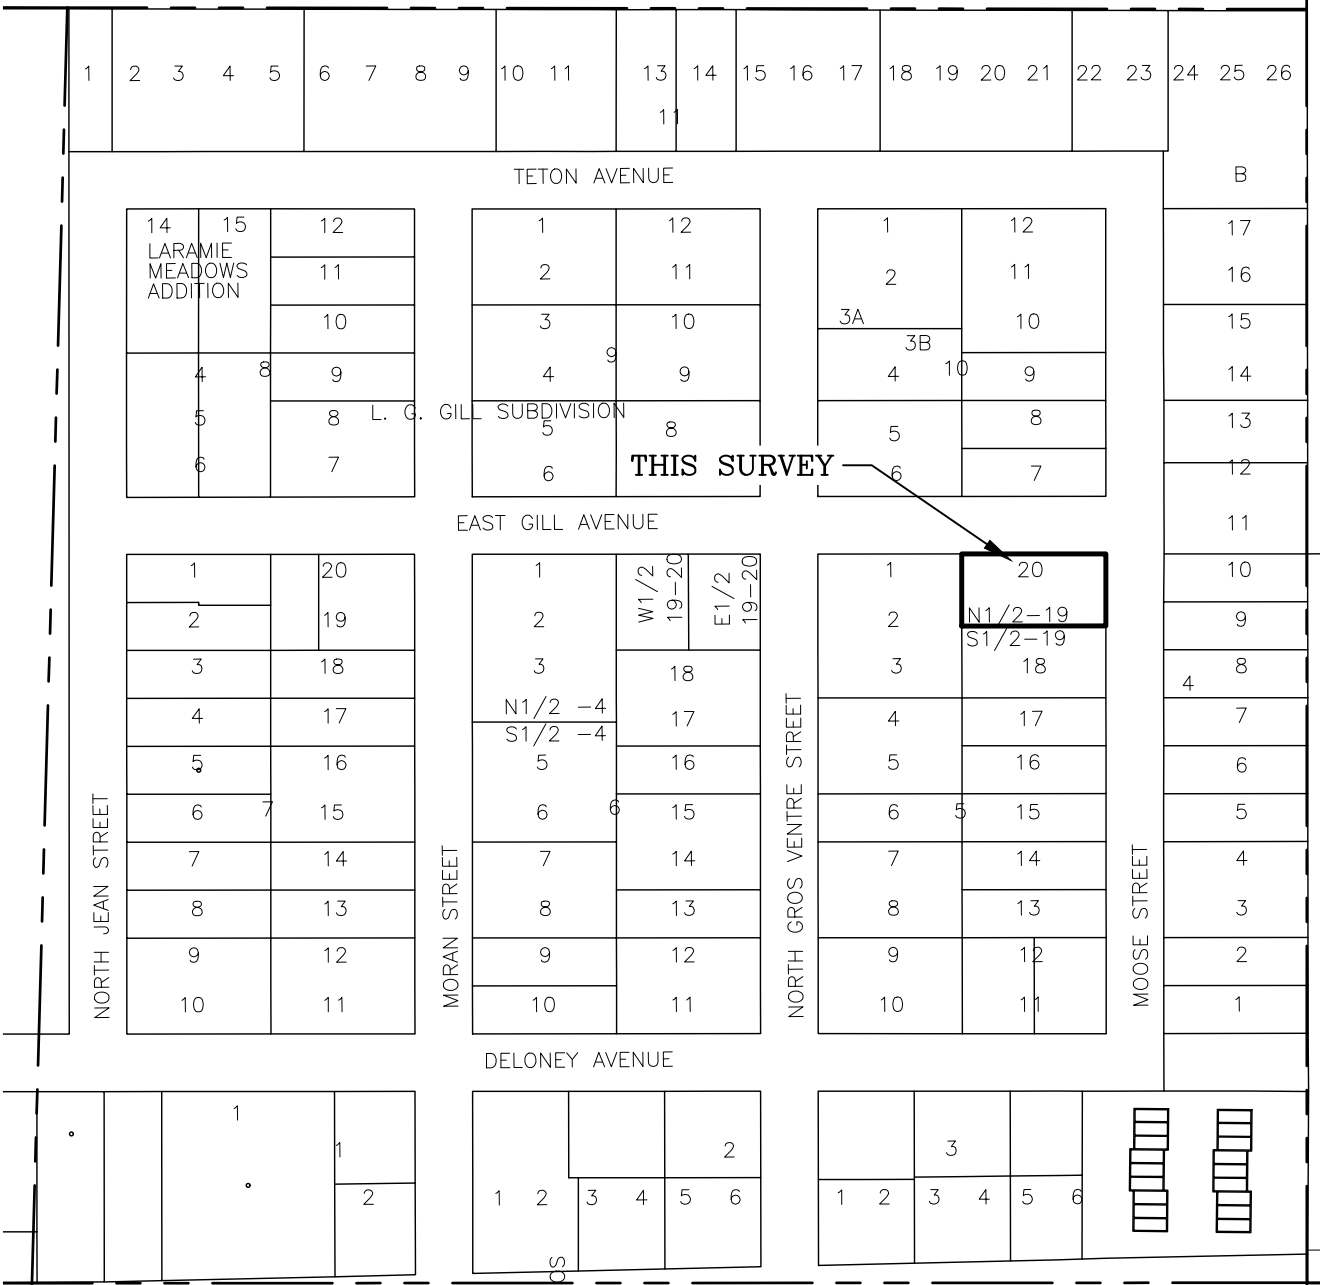 1 2 3 4 5 6 7 8 9 10 11 13 14 15 16 17 18 19 20 21 22 23 24 25 26
11
TETON AVENUE
B
14 15 12
LARAMIE
MEADOWS
ADDITION
11
10
4 8 9
5 8
6 7
L. G. GILL SUBDIVISION
1 12
2 11
3 10
9
4 9
5 8
6
1 12
2 11
3A 10
3B
4 10 9
5 8
6 7
17
16
15
14
13
12
11
10
9
8
4
7
6
5
4
3
2
1
THIS SURVEY
EAST GILL AVENUE
1 20
2 19
3 18
4 17
5 16
6 7 15
7 14
8 13
9 12
10 11
1
W1/2
19-20
E1/2
19-20
2
3 18
N1/2 -4 17
S1/2 -4
5 16
6 6 15
7 14
8 13
9 12
10 11
1 20
2 N1/2-19
S1/2-19
3 18
4 17
5 16
6 5 15
7 14
8 13
9 12
10 11
NORTH JEAN STREET
MORAN STREET
NORTH GROS VENTRE STREET
MOOSE STREET
DELONEY AVENUE
1
1
2
2
1 2 3 4 5 6
OS
3
1 2 3 4 5 6